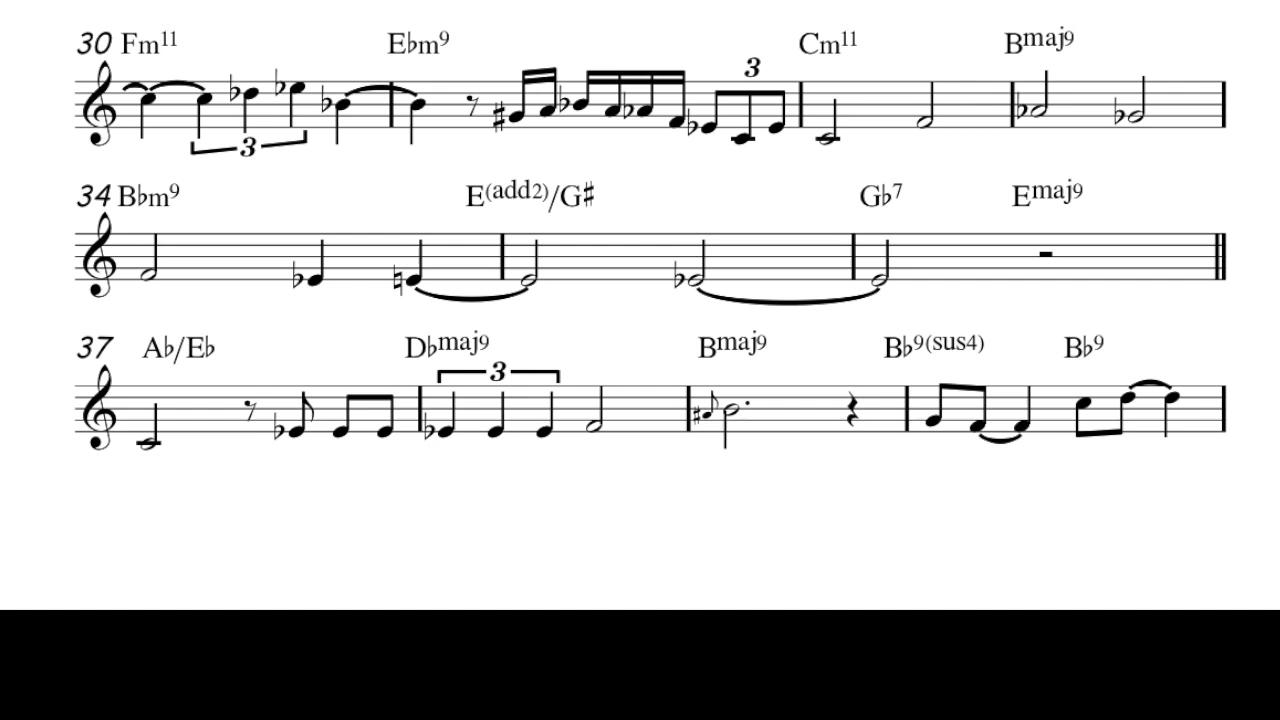 30 Fm11 E♭m9 Cm11 Bmaj9
3 3
34 B♭m9 E(add2)/G♯ G♭7 Emaj9
37 A♭/E♭ D♭maj9 Bmaj9 B♭9(sus4) B♭9
3